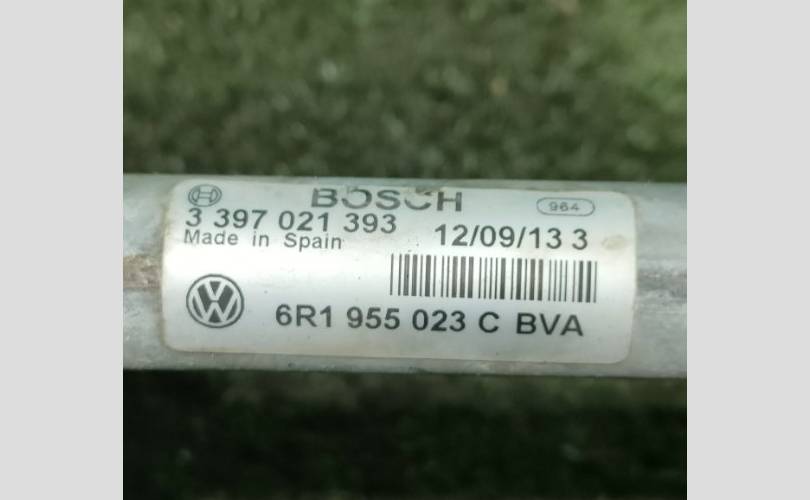 BOSCH 964
3 397 021 393
Made in Spain 12/09/13 3
6R1 955 023 C BVA